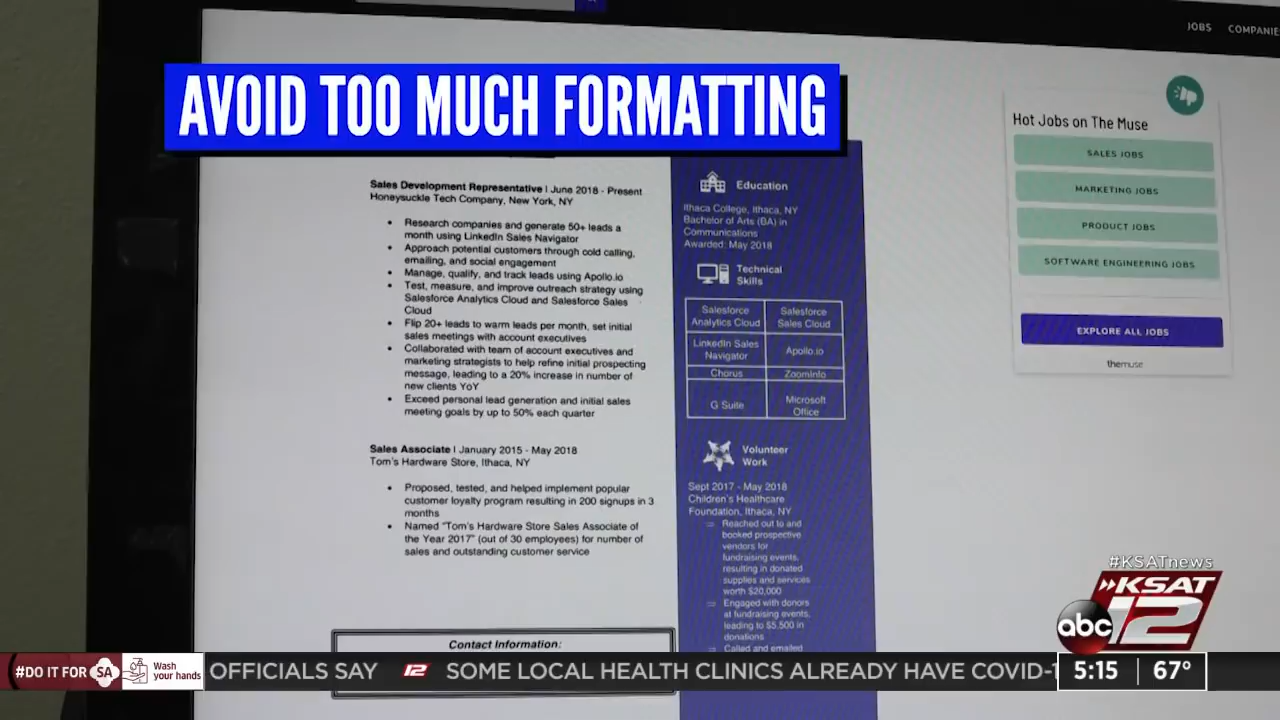 JOBS COMPANIE
AVOID TOO MUCH FORMATTING
Sales Development Representative | June 2018 - Present
Honeysuckle Tech Company, New York, NY
• Research companies and generate 50+ leads a
month using LinkedIn Sales Navigator
• Approach potential customers through cold calling,
emailing, and social engagement
• Manage, qualify, and track leads using Apollo.io
• Test, measure, and improve outreach strategy using
Salesforce Analytics Cloud and Salesforce Sales
Cloud
• Flip 20+ leads to warm leads per month, set initial
sales meetings with account executives
• Collaborated with team of account executives and
marketing strategists to help refine initial prospecting
message, leading to a 20% increase in number of
new clients YoY
• Exceed personal lead generation and initial sales
meeting goals by up to 50% each quarter
Sales Associate | January 2015 - May 2018
Tom's Hardware Store, Ithaca, NY
• Proposed, tested, and helped implement popular
customer loyalty program resulting in 200 signups in 3
months
• Named "Tom's Hardware Store Sales Associate of
the Year 2017" (out of 30 employees) for number of
sales and outstanding customer service
Contact Information:
Education
Ithaca College, Ithaca, NY
Bachelor of Arts (BA) in
Communications
Awarded: May 2018
Technical
Skills
Salesforce
Analytics Cloud
Salesforce
Sales Cloud
LinkedIn Sales
Navigator
Apollo.io
Chorus
ZoomInfo
G Suite
Microsoft
Office
Volunteer
Work
Sept 2017 - May 2018
Children's Healthcare
Foundation, Ithaca, NY
Reached out to and
booked prospective
vendors for
fundraising events,
resulting in donated
supplies and services
worth $20,000
Engaged with donors
at fundraising events,
leading to $5,500 in
donations
Called and emailed
Hot Jobs on The Muse
SALES JOBS
MARKETING JOBS
PRODUCT JOBS
SOFTWARE ENGINEERING JOBS
EXPLORE ALL JOBS
themuse
#KSATnews
KSAT
abc 12
#DO IT FOR SA
Wash
your hands
OFFICIALS SAY 12 SOME LOCAL HEALTH CLINICS ALREADY HAVE COVID-1
5:15 67°